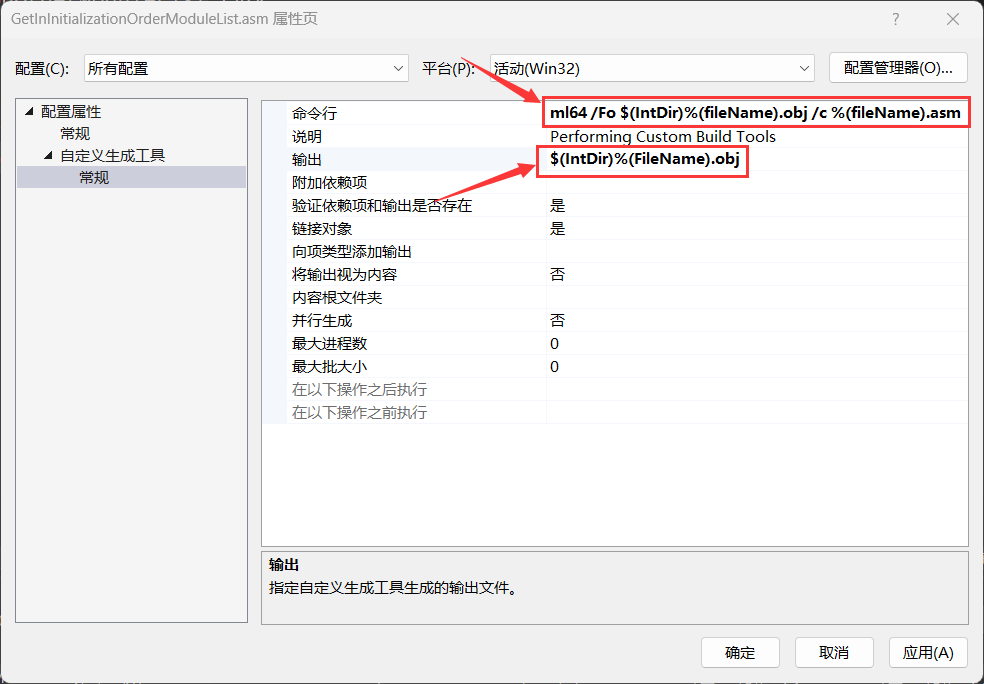 GetInInitializationOrderModuleList.asm 属性页
配置(C): 所有配置 平台(P): 活动(Win32) 配置管理器(O)...
配置属性
常规
自定义生成工具
常规
命令行 ml64 /Fo $(IntDir)%(fileName).obj /c %(fileName).asm
说明 Performing Custom Build Tools
输出 $(IntDir)%(FileName).obj
附加依赖项
验证依赖项和输出是否存在 是
链接对象 是
向项类型添加输出
将输出视为内容 否
内容根文件夹
并行生成 否
最大进程数 0
最大批大小 0
在以下操作之后执行
在以下操作之前执行
输出
指定自定义生成工具生成的输出文件。
确定 取消 应用(A)